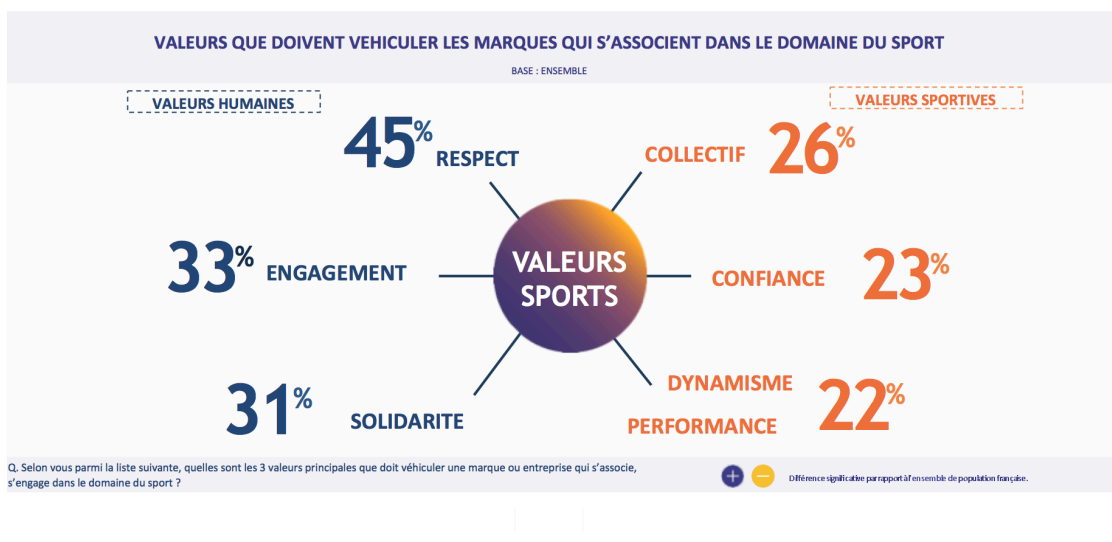 VALEURS QUE DOIVENT VEHICULER LES MARQUES QUI S’ASSOCIENT DANS LE DOMAINE DU SPORT
BASE : ENSEMBLE
VALEURS HUMAINES
VALEURS SPORTIVES
45%
RESPECT
COLLECTIF
26%
33%
ENGAGEMENT
VALEURS
SPORTS
CONFIANCE
23%
31%
SOLIDARITE
DYNAMISME
PERFORMANCE
22%
Q. Selon vous parmi la liste suivante, quelles sont les 3 valeurs principales que doit véhiculer une marque ou entreprise qui s’associe,
s’engage dans le domaine du sport ?
+
−
Différence significative par rapport à l’ensemble de population française.